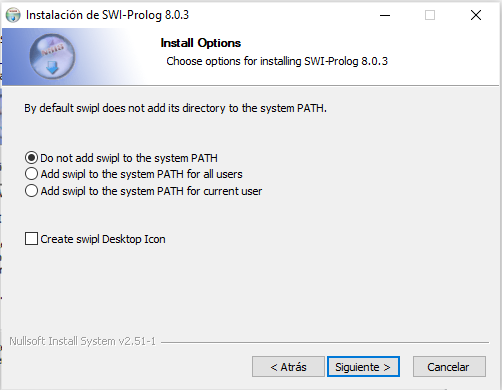 Instalación de SWI-Prolog 8.0.3
Install Options
Choose options for installing SWI-Prolog 8.0.3
By default swipl does not add its directory to the system PATH.
Do not add swipl to the system PATH
Add swipl to the system PATH for all users
Add swipl to the system PATH for current user
Create swipl Desktop Icon
Nullsoft Install System v2.51-1
< Atrás
Siguiente >
Cancelar